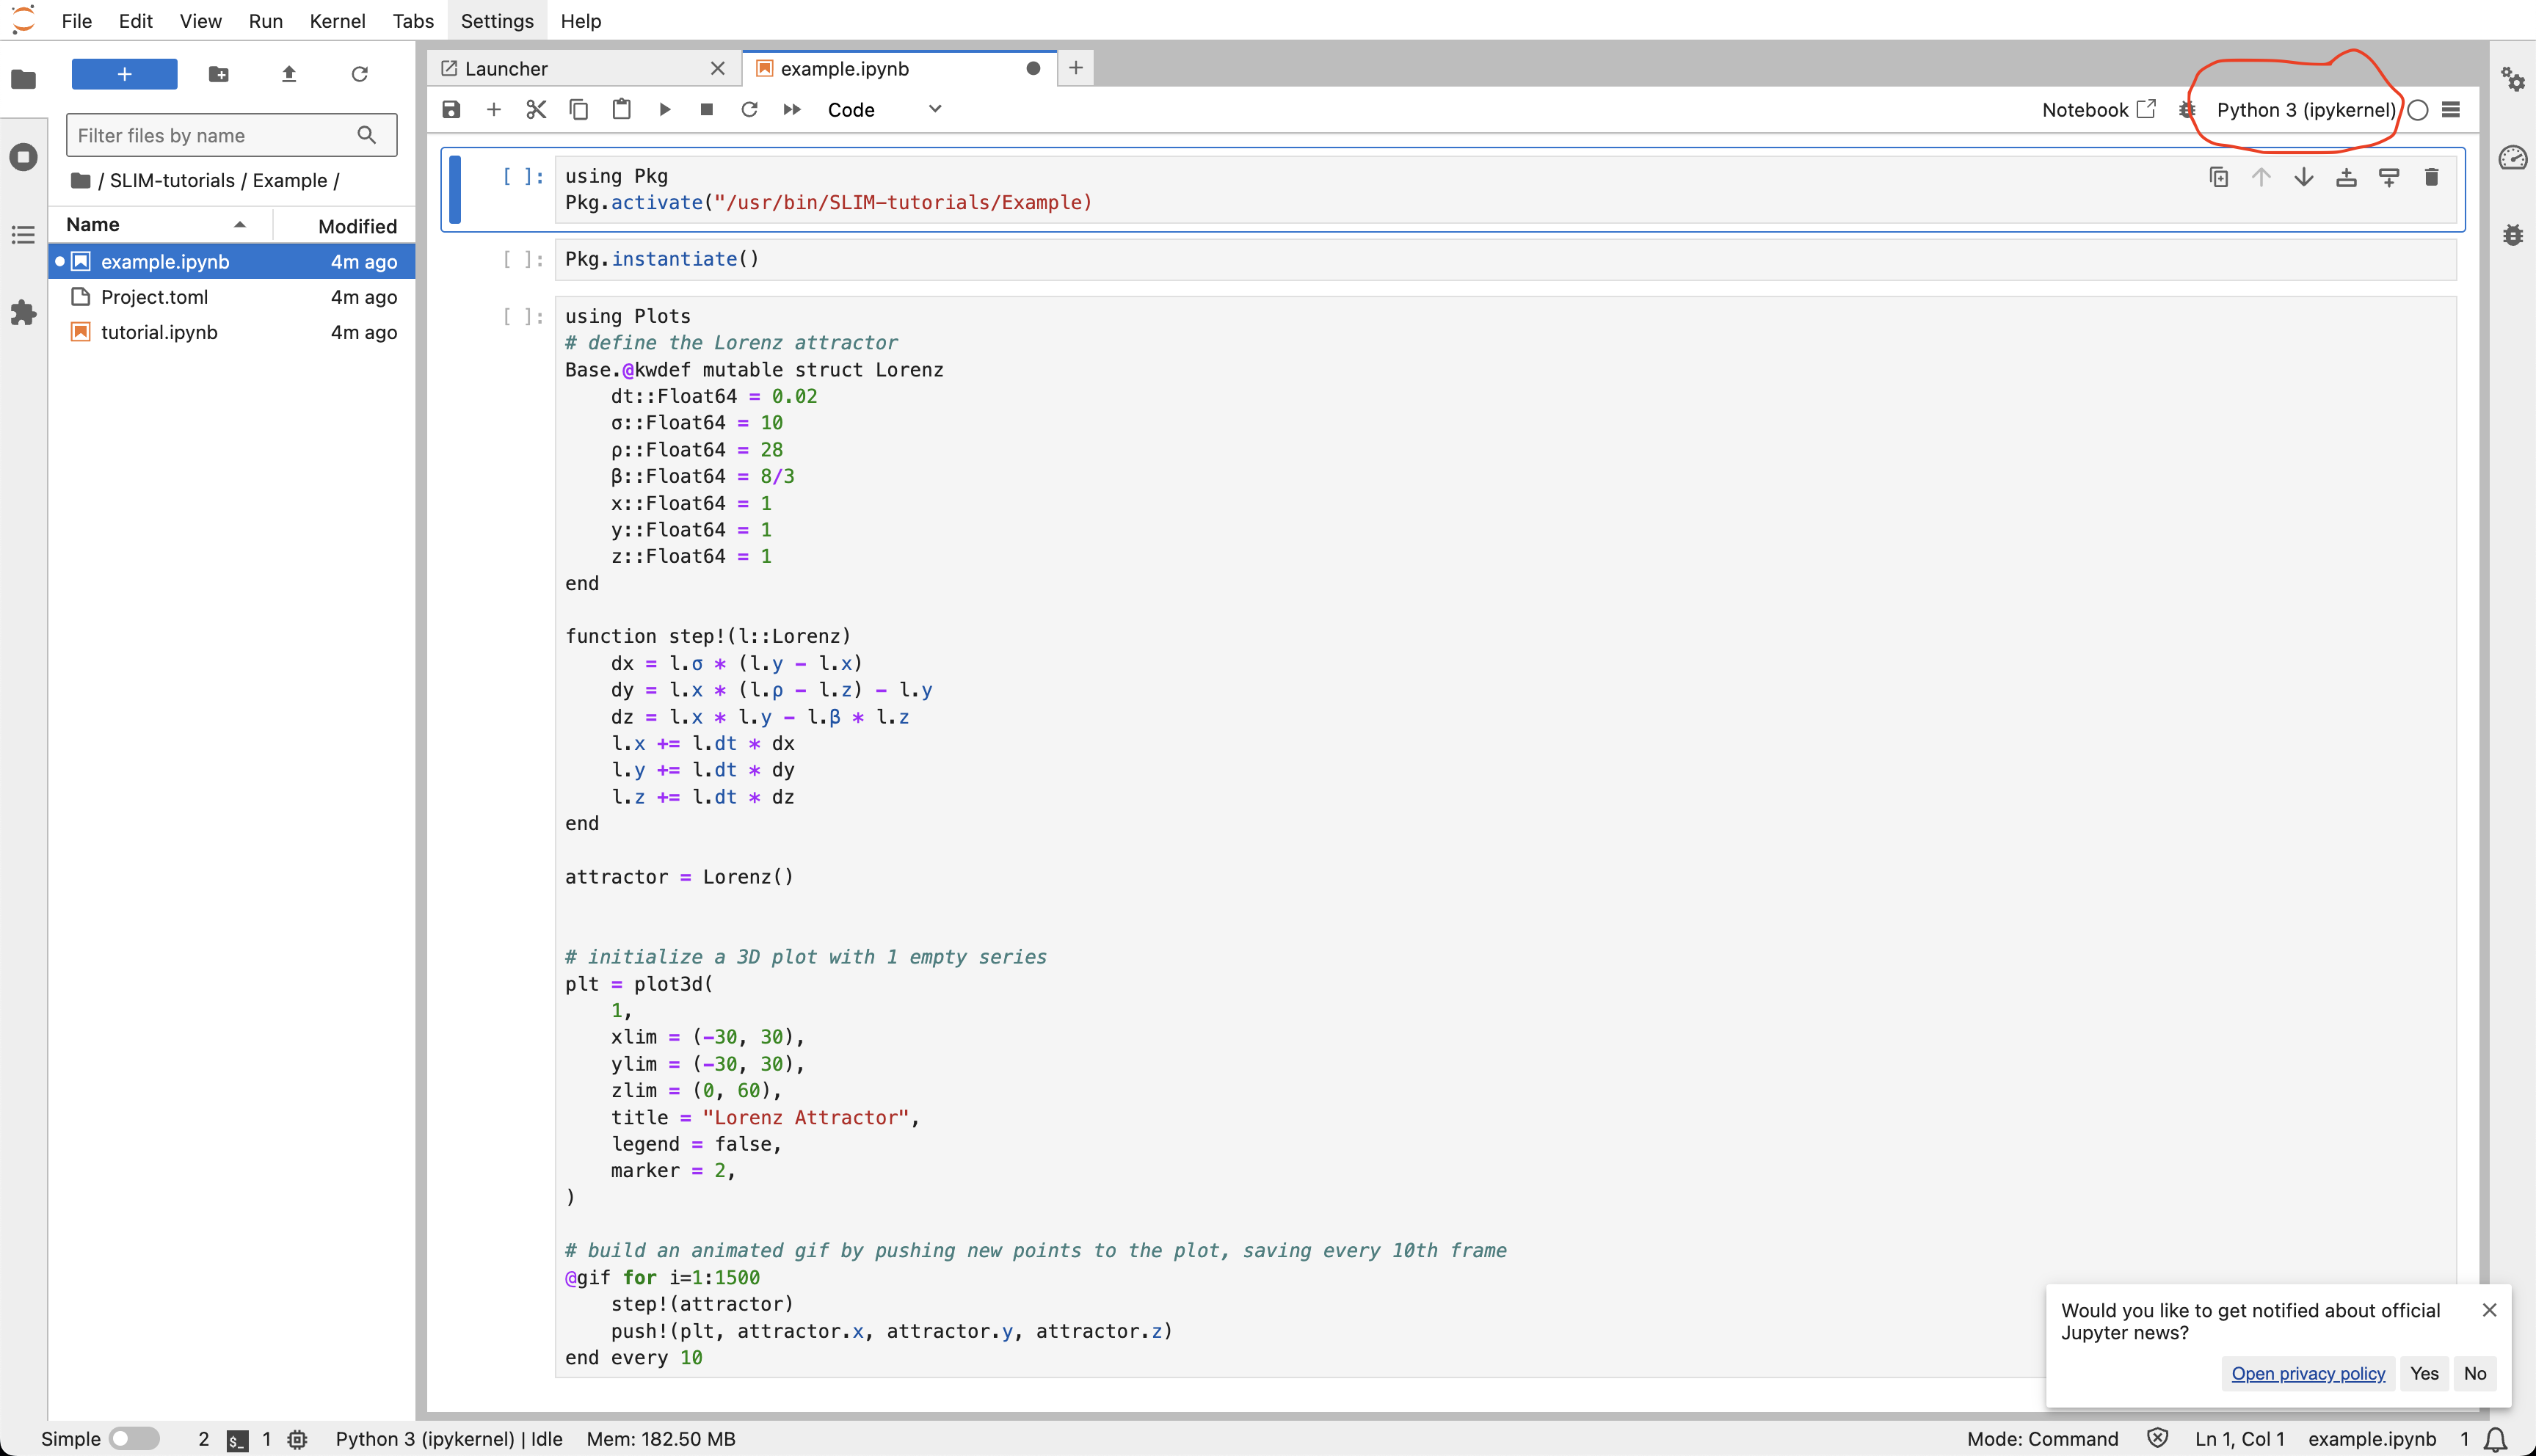 File Edit View Run Kernel Tabs Settings Help
+
Filter files by name
/ SLIM-tutorials / Example /
Name Modified
example.ipynb 4m ago
Project.toml 4m ago
tutorial.ipynb 4m ago
Launcher
example.ipynb
Code
Notebook
Python 3 (ipykernel)
[ ]: using Pkg
Pkg.activate("/usr/bin/SLIM-tutorials/Example)
[ ]: Pkg.instantiate()
[ ]: using Plots
# define the Lorenz attractor
Base.@kwdef mutable struct Lorenz
    dt::Float64 = 0.02
    σ::Float64 = 10
    ρ::Float64 = 28
    β::Float64 = 8/3
    x::Float64 = 1
    y::Float64 = 1
    z::Float64 = 1
end
function step!(l::Lorenz)
    dx = l.σ * (l.y - l.x)
    dy = l.x * (l.ρ - l.z) - l.y
    dz = l.x * l.y - l.β * l.z
    l.x += l.dt * dx
    l.y += l.dt * dy
    l.z += l.dt * dz
end
attractor = Lorenz()
# initialize a 3D plot with 1 empty series
plt = plot3d(
    1,
    xlim = (-30, 30),
    ylim = (-30, 30),
    zlim = (0, 60),
    title = "Lorenz Attractor",
    legend = false,
    marker = 2,
)
# build an animated gif by pushing new points to the plot, saving every 10th frame
@gif for i=1:1500
    step!(attractor)
    push!(plt, attractor.x, attractor.y, attractor.z)
end every 10
Would you like to get notified about official
Jupyter news?
Open privacy policy Yes No
Simple 2 $_ 1 Python 3 (ipykernel) | Idle Mem: 182.50 MB
Mode: Command Ln 1, Col 1 example.ipynb 1